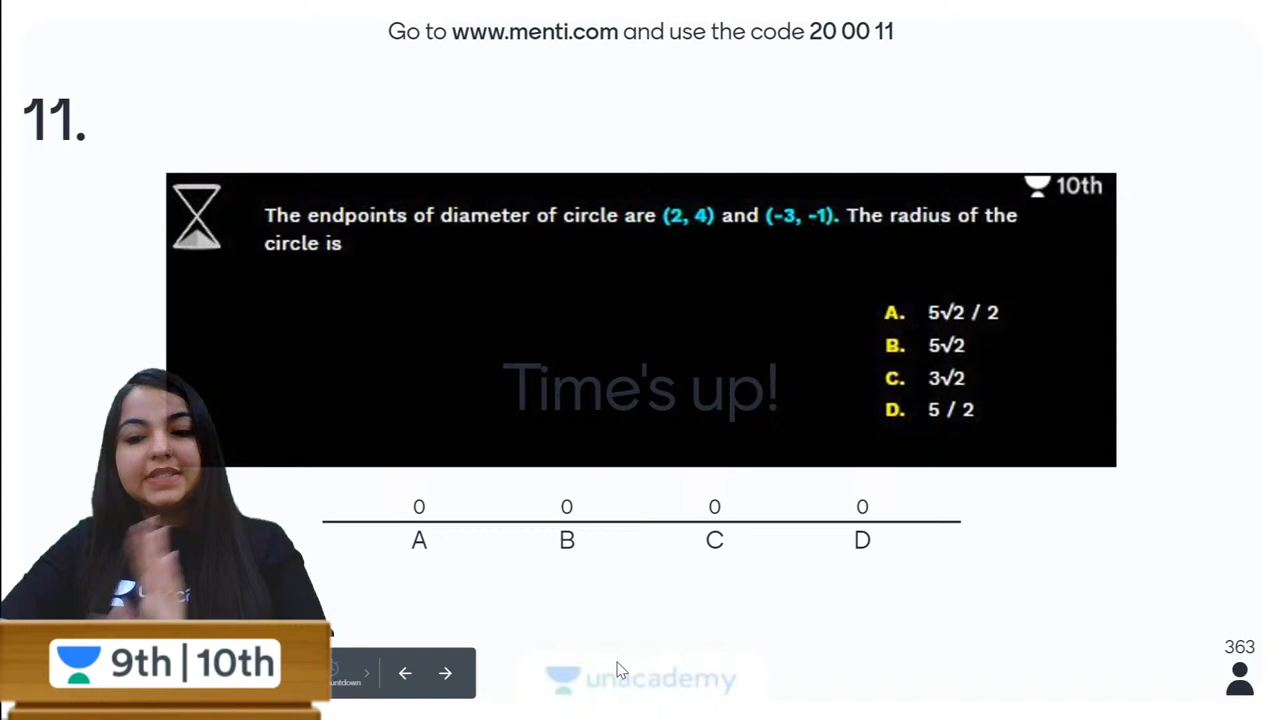 Go to www.menti.com and use the code 20 00 11
11.
10th
The endpoints of diameter of circle are (2, 4) and (-3, -1). The radius of the
circle is
A. 5√2 / 2
B. 5√2
C. 3√2
D. 5 / 2
Time's up!
0 0 0 0
A B C D
9th | 10th
unacademy
363